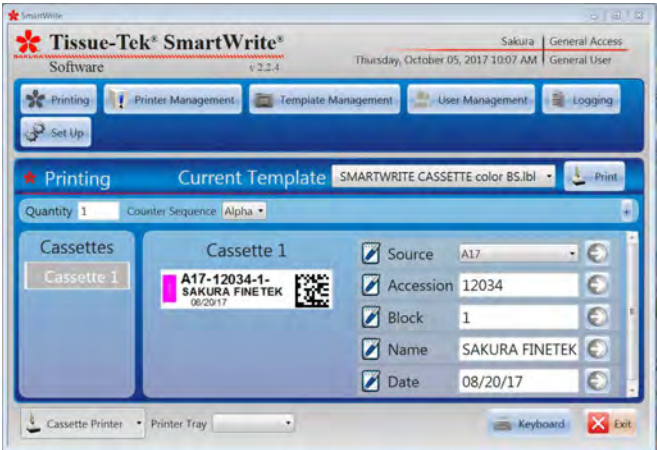 SmartWrite
Tissue-Tek® SmartWrite®
Software v 2.2.4
SAKURA
Sakura General Access
Thursday, October 05, 2017 10:07 AM General User
Printing Printer Management Template Management User Management Logging
Set Up
Printing Current Template SMARTWRITE CASSETTE color BS.lbl Print
Quantity 1 Counter Sequence Alpha +
Cassettes
Cassette 1
Cassette 1
A17-12034-1-
SAKURA FINETEK
08/20/17
Source A17
Accession 12034
Block 1
Name SAKURA FINETEK
Date 08/20/17
Cassette Printer Printer Tray Keyboard Exit